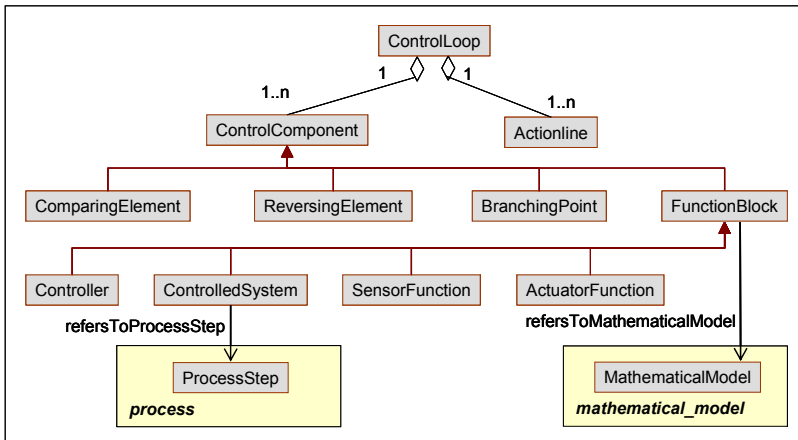 ControlLoop
1
1
1..n
1..n
ControlComponent
Actionline
ComparingElement
ReversingElement
BranchingPoint
FunctionBlock
Controller
ControlledSystem
SensorFunction
ActuatorFunction
refersToProcessStep
refersToMathematicalModel
ProcessStep
MathematicalModel
process
mathematical_model